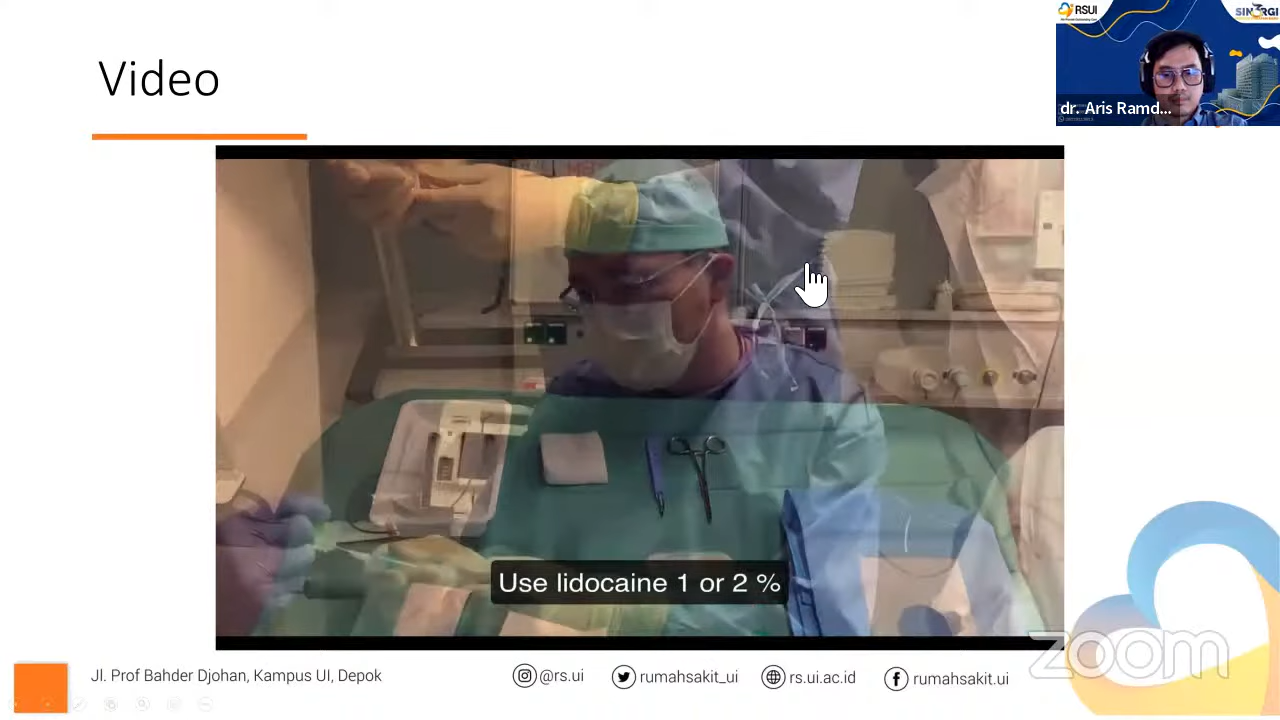 Video
RSUI
SINERGI
dr. Aris Ramd...
Use lidocaine 1 or 2 %
Jl. Prof Bahder Djohan, Kampus UI, Depok
@rs.ui
rumahsakit_ui
rs.ui.ac.id
rumahsakit.ui
zoom